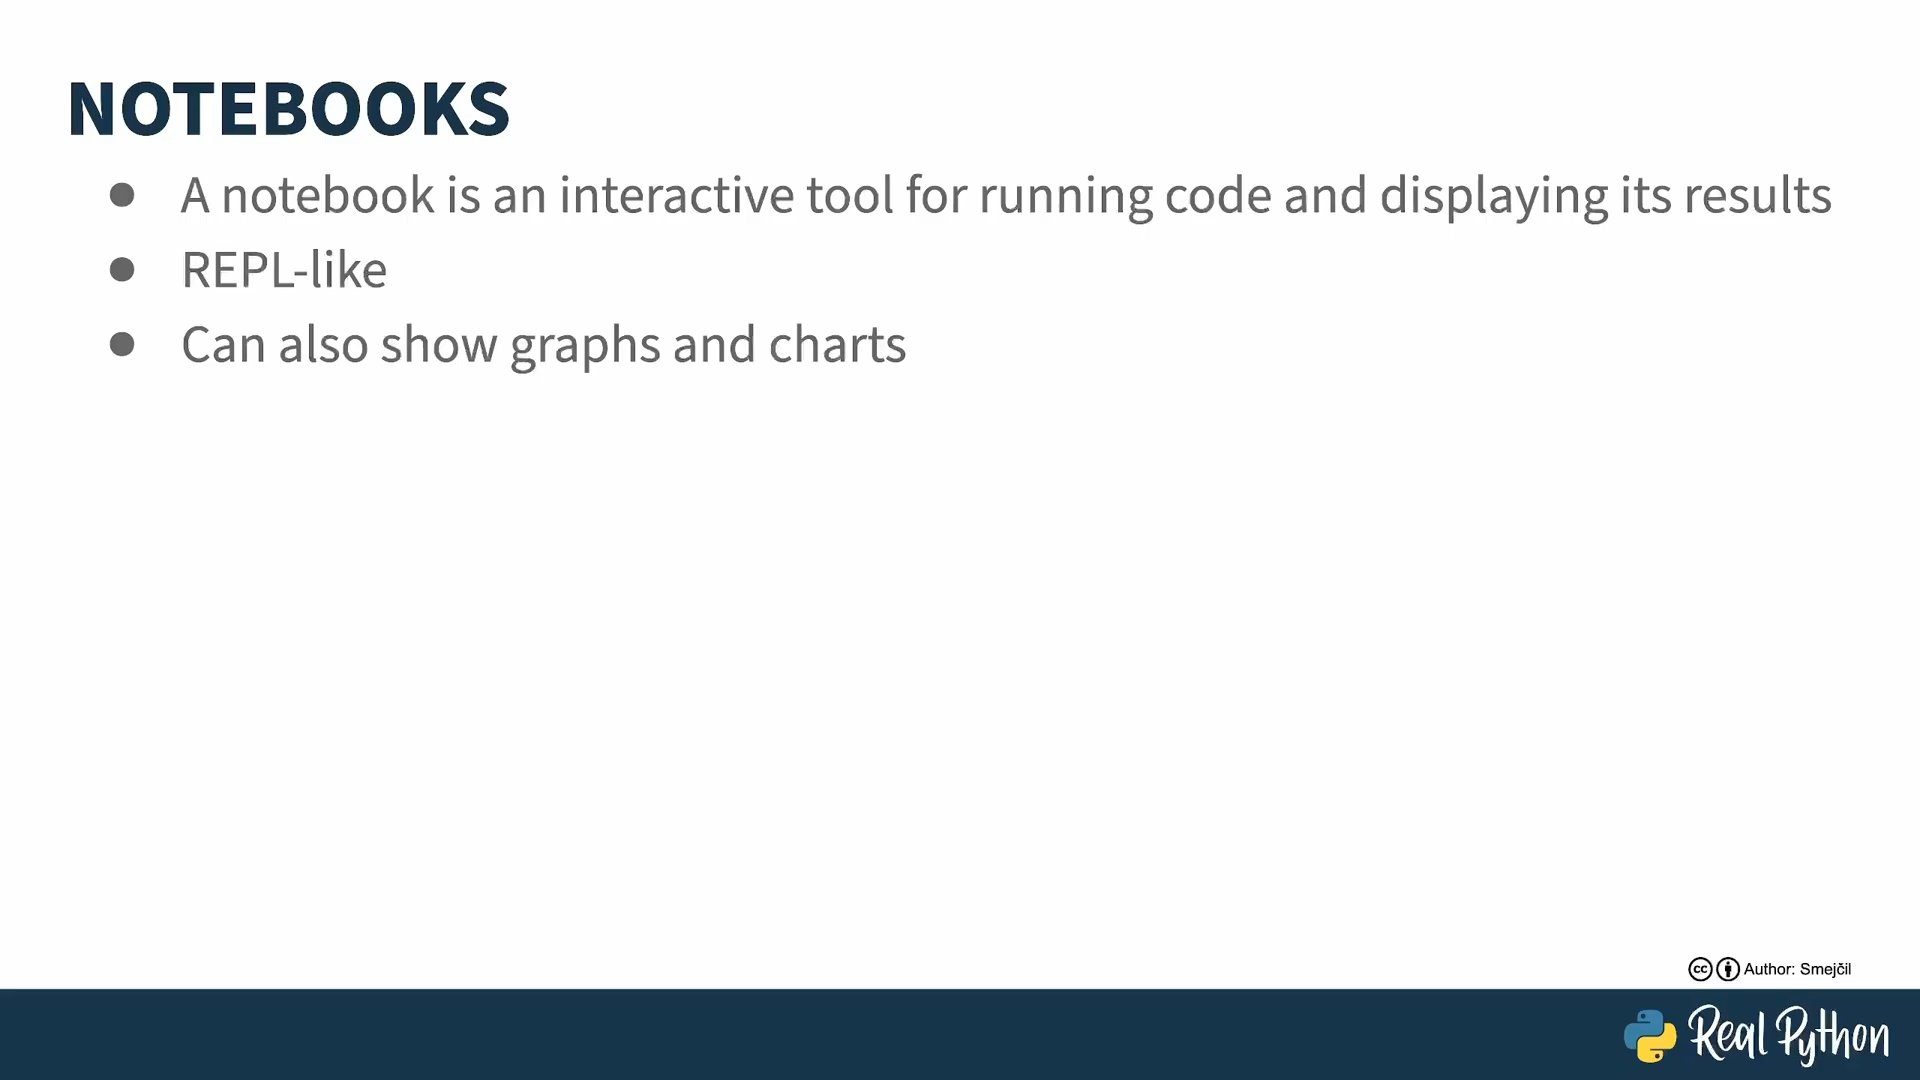 NOTEBOOKS
● A notebook is an interactive tool for running code and displaying its results
● REPL-like
● Can also show graphs and charts
cc Author: Smejčil
Real Python